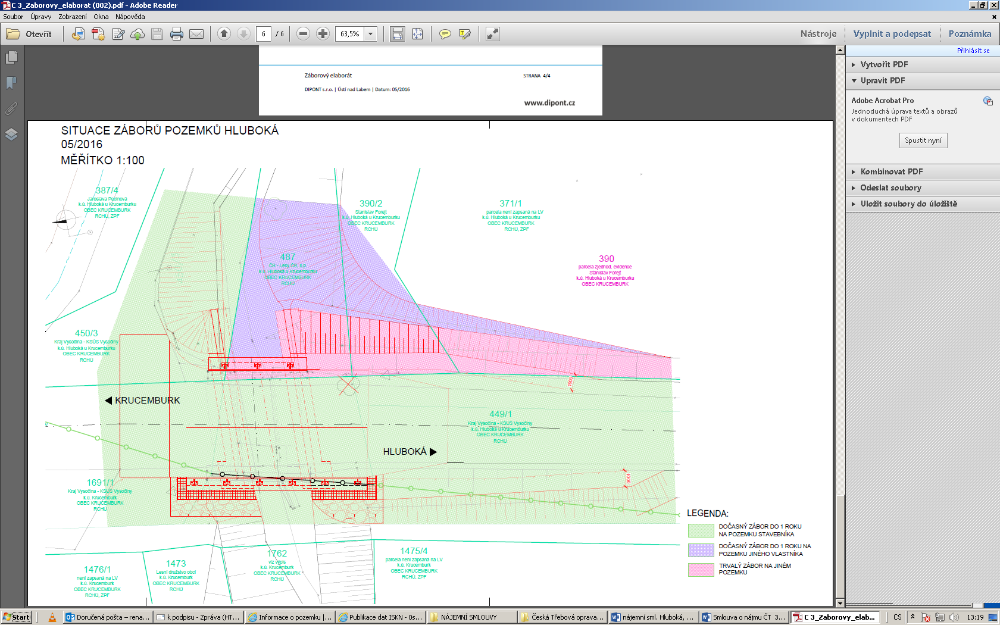 C 3_Zaborovy_elaborat (002).pdf - Adobe Reader
Soubor Úpravy Zobrazení Okna Nápověda
Otevřít
6 / 6
63,5%
Nástroje
Vyplnit a podepsat
Poznámka
Přihlásit se
Vytvořit PDF
Upravit PDF
Adobe Acrobat Pro
Jednoduchá úprava textů a obrazů
v dokumentech PDF
Spustit nyní
Kombinovat PDF
Odeslat soubory
Uložit soubory do úložiště
Záborový elaborát
STRANA 4/4
DIPONT s.r.o. | Ústí nad Labem | Datum: 05/2016
www.dipont.cz
SITUACE ZÁBORŮ POZEMKŮ HLUBOKÁ
05/2016
MĚŘÍTKO 1:100
387/4
Jaroslava Pecinová
k.ú. Hluboká u Krucemburku
OBEC KRUCEMBURK
RCHÚ, ZPF
390/2
Stanislav Forejt
k.ú. Hluboká u Krucemburku
OBEC KRUCEMBURK
RCHÚ
371/1
parcela není zapsaná na LV
k.ú. Hluboká u Krucemburku
OBEC KRUCEMBURK
RCHÚ, ZPF
487
ČR - Lesy ČR, s.p.
k.ú. Hluboká u Krucemburku
OBEC KRUCEMBURK
RCHÚ
390
parcela zjednod. evidence
Stanislav Forejt
k.ú. Hluboká u Krucemburku
OBEC KRUCEMBURK
450/3
Kraj Vysočina - KSÚS Vysočiny
k.ú. Hluboká u Krucemburku
OBEC KRUCEMBURK
RCHÚ
1000
KRUCEMBURK
449/1
Kraj Vysočina - KSÚS Vysočiny
k.ú. Hluboká u Krucemburku
OBEC KRUCEMBURK
RCHÚ
HLUBOKÁ
1000
1691/1
Kraj Vysočina - KSÚS Vysočiny
k.ú. Krucemburk
OBEC KRUCEMBURK
RCHÚ
LEGENDA:
DOČASNÝ ZÁBOR DO 1 ROKU
NA POZEMKU STAVEBNÍKA
DOČASNÝ ZÁBOR DO 1 ROKU NA
POZEMKU JINÉHO VLASTNÍKA
TRVALÝ ZÁBOR NA JINÉM
POZEMKU
1476/1
není zapsaná na LV
k.ú. Krucemburk
OBEC KRUCEMBURK
RCHÚ, ZPF
1473
Lesní družstvo obcí
k.ú. Krucemburk
OBEC KRUCEMBURK
RCHÚ
1762
viz výpis
k.ú. Krucemburk
OBEC KRUCEMBURK
RCHÚ
1475/4
parcela není zapsaná na LV
k.ú. Krucemburk
OBEC KRUCEMBURK
RCHÚ, ZPF
Start
Doručená pošta – rena...
k podpisu - Zpráva (HT...
Informace o pozemku |...
Publikace dat ISKN - 0s...
NÁJEMNÍ SMLOUVY
Česká Třebová oprava...
nájemní sml. Hluboká, ...
Smlouva o nájmu ČT 3...
C 3_Zaborovy_elab...
CS
13:19